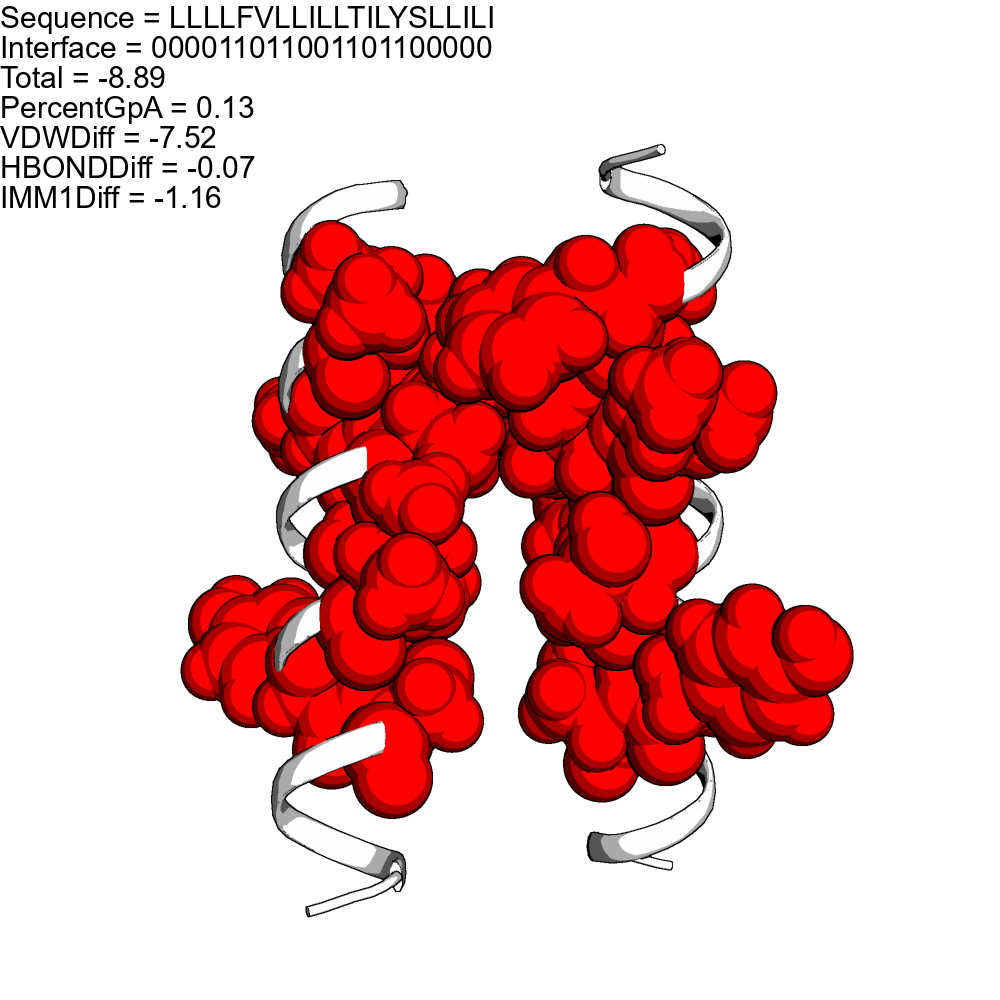 Sequence = LLLLFVLLILLTILYSLLILI
Interface = 000011011001101100000
Total = -8.89
PercentGpA = 0.13
VDWDiff = -7.52
HBONDDiff = -0.07
IMM1Diff = -1.16